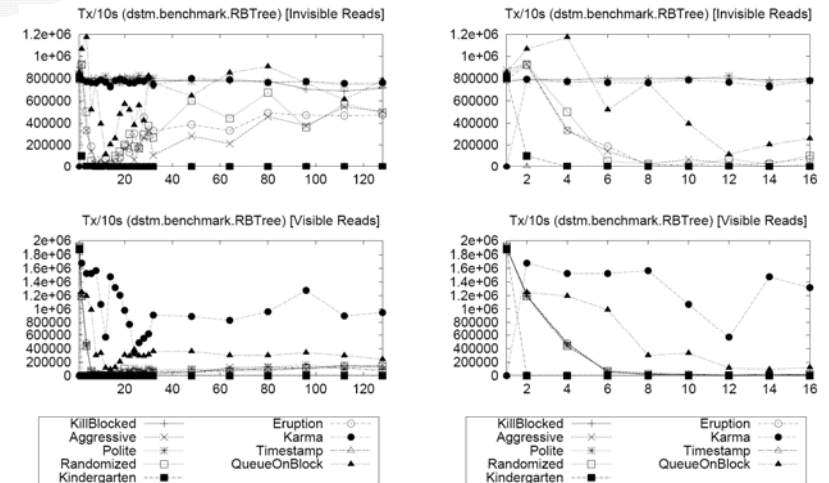 Tx/10s (dstm.benchmark.RBTree) [Invisible Reads]
1.2e+06
1e+06
800000
600000
400000
200000
0
20 40 60 80 100 120
Tx/10s (dstm.benchmark.RBTree) [Invisible Reads]
1.2e+06
1e+06
800000
600000
400000
200000
0
2 4 6 8 10 12 14 16
Tx/10s (dstm.benchmark.RBTree) [Visible Reads]
2e+06
1.8e+06
1.6e+06
1.4e+06
1.2e+06
1e+06
800000
600000
400000
200000
0
20 40 60 80 100 120
Tx/10s (dstm.benchmark.RBTree) [Visible Reads]
2e+06
1.8e+06
1.6e+06
1.4e+06
1.2e+06
1e+06
800000
600000
400000
200000
0
2 4 6 8 10 12 14 16
KillBlocked Eruption
Aggressive Karma
Polite Timestamp
Randomized QueueOnBlock
Kindergarten
KillBlocked Eruption
Aggressive Karma
Polite Timestamp
Randomized QueueOnBlock
Kindergarten